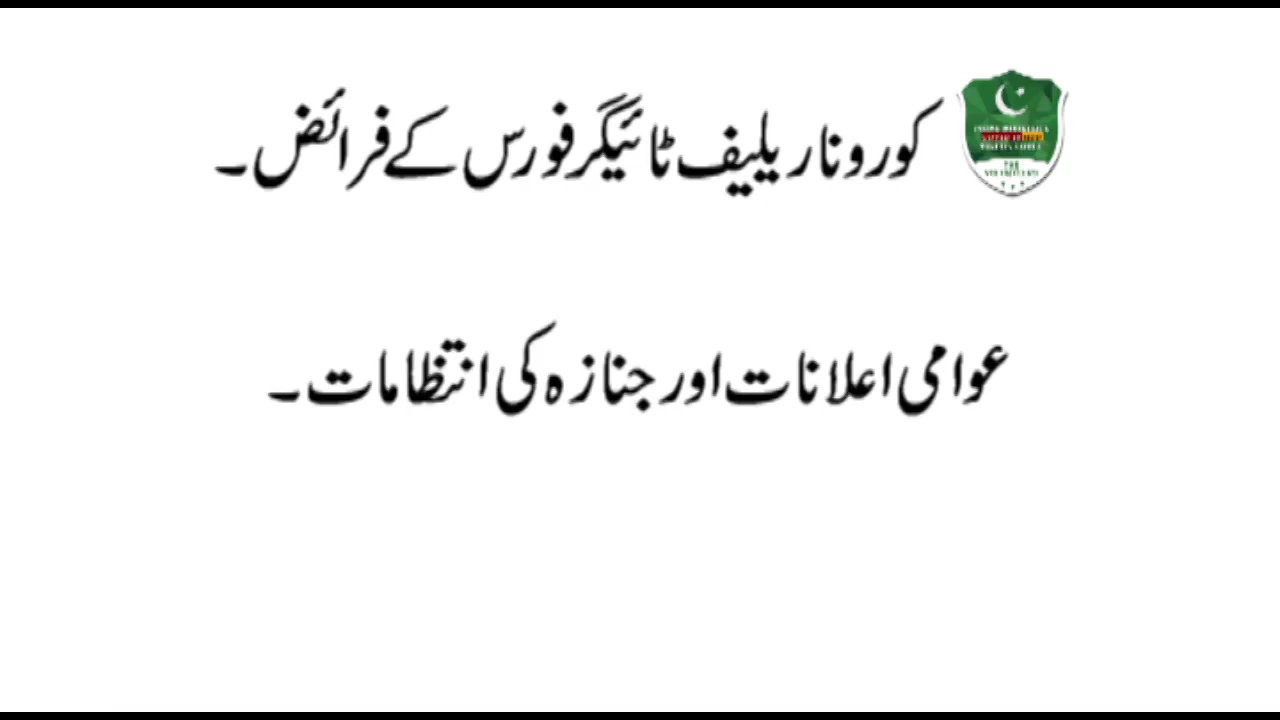 کورونا ریلیف ٹائیگر فورس کے فرائض۔
عوامی اعلانات اور جنازہ کی انتظامات۔